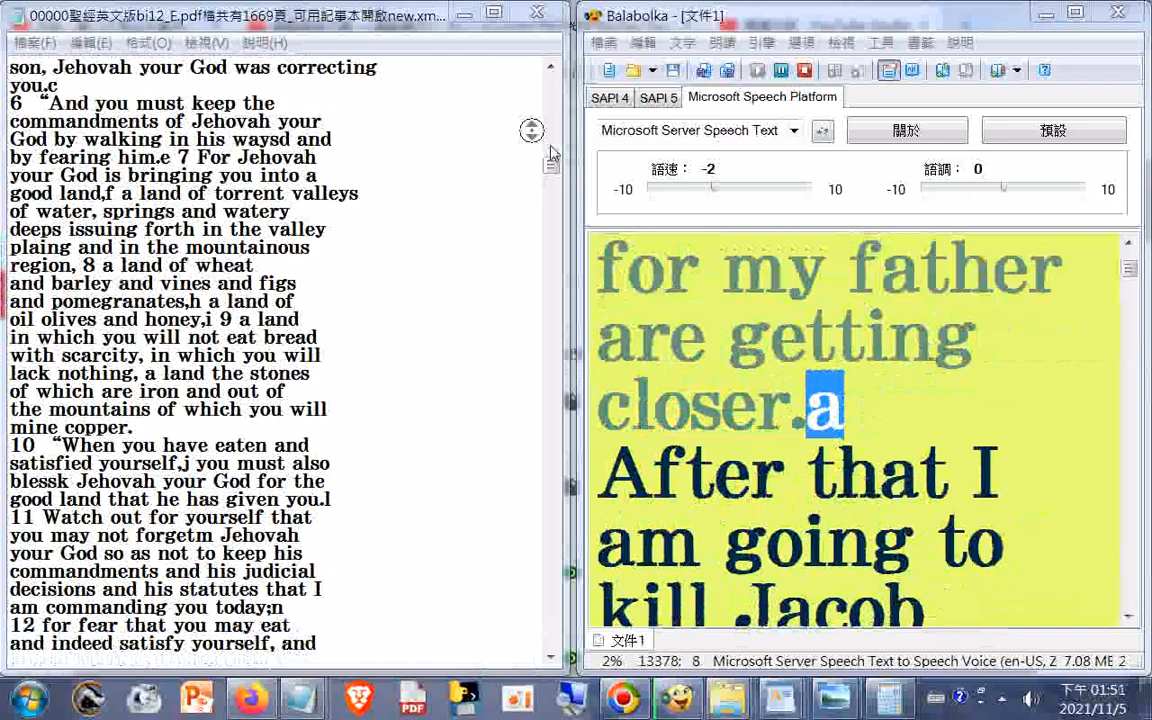 00000聖經英文版bi12_E.pdf檔共有1669頁_可用記事本開啟new.xm...
檔案(F) 編輯(E) 格式(O) 檢視(V) 說明(H)
son, Jehovah your God was correcting
you.c
6 “And you must keep the
commandments of Jehovah your
God by walking in his waysd and
by fearing him.e 7 For Jehovah
your God is bringing you into a
good land,f a land of torrent valleys
of water, springs and watery
deeps issuing forth in the valley
plaing and in the mountainous
region, 8 a land of wheat
and barley and vines and figs
and pomegranates,h a land of
oil olives and honey,i 9 a land
in which you will not eat bread
with scarcity, in which you will
lack nothing, a land the stones
of which are iron and out of
the mountains of which you will
mine copper.
10 “When you have eaten and
satisfied yourself,j you must also
blessk Jehovah your God for the
good land that he has given you.l
11 Watch out for yourself that
you may not forgetm Jehovah
your God so as not to keep his
commandments and his judicial
decisions and his statutes that I
am commanding you today;n
12 for fear that you may eat
and indeed satisfy yourself, and
Balabolka - [文件1]
檔案 編輯 文字 朗讀 引擎 選項 檢視 工具 書籤 說明
SAPI 4 SAPI 5 Microsoft Speech Platform
Microsoft Server Speech Text 關於 預設
語速： -2 語調： 0
-10 10 -10 10
for my father
are getting
closer.a
After that I
am going to
kill Jacob
文件1
2% 13378: 8 Microsoft Server Speech Text to Speech Voice (en-US, Z 7.08 MB 2
PDF
下午 01:51
2021/11/5